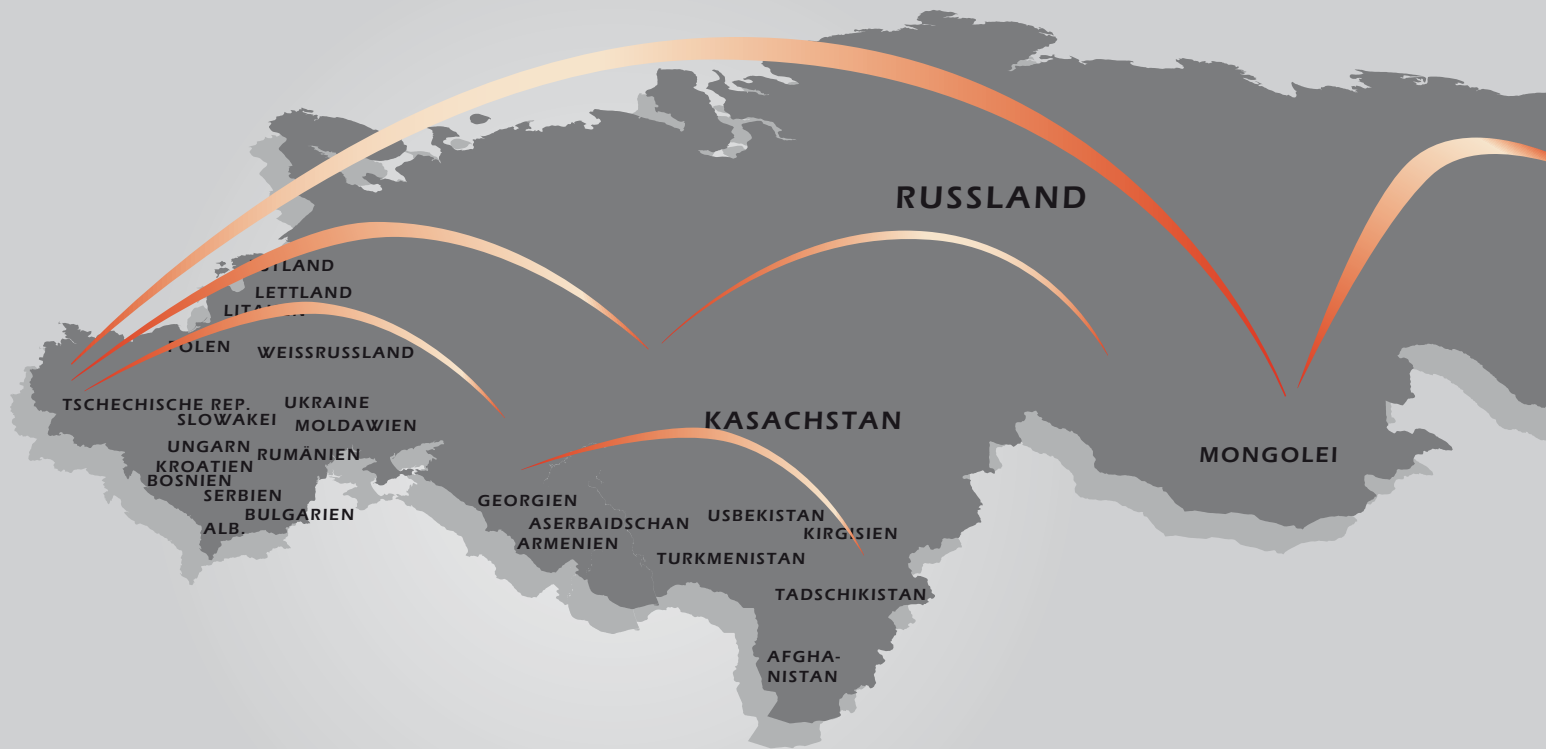 RUSSLAND
LETTLAND
POLEN
WEISSRUSSLAND
TSCHECHISCHE REP.
UKRAINE
SLOWAKEI
MOLDAWIEN
KASACHSTAN
UNGARN
RUMÄNIEN
MONGOLEI
KROATIEN
BOSNIEN
SERBIEN
GEORGIEN
BULGARIEN
USBEKISTAN
ASERBAIDSCHAN
ALB.
KIRGISIEN
ARMENIEN
TURKMENISTAN
TADSCHIKISTAN
AFGHA-
NISTAN